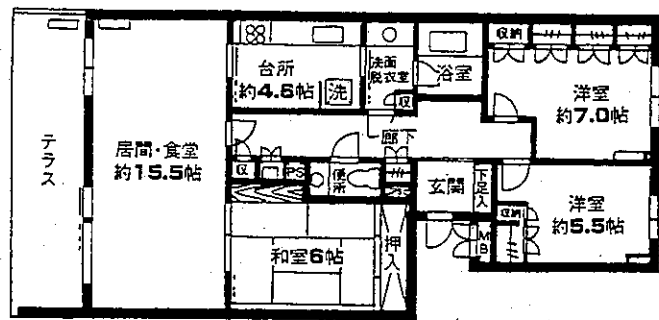 収納
台所
約4.6帖
洗
洗面
脱衣室
収
浴室
洋室
約7.0帖
テラス
居間・食堂
約15.5帖
廊下
収
PS
便所
玄関
下足入
洋室
約5.5帖
収納
和室6帖
押入
MB